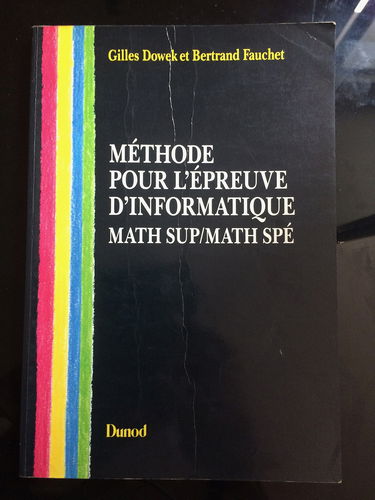 Gilles Dowek et Bertrand Fauchet
MÉTHODE
POUR L'ÉPREUVE
D'INFORMATIQUE
MATH SUP/MATH SPÉ
Dunod